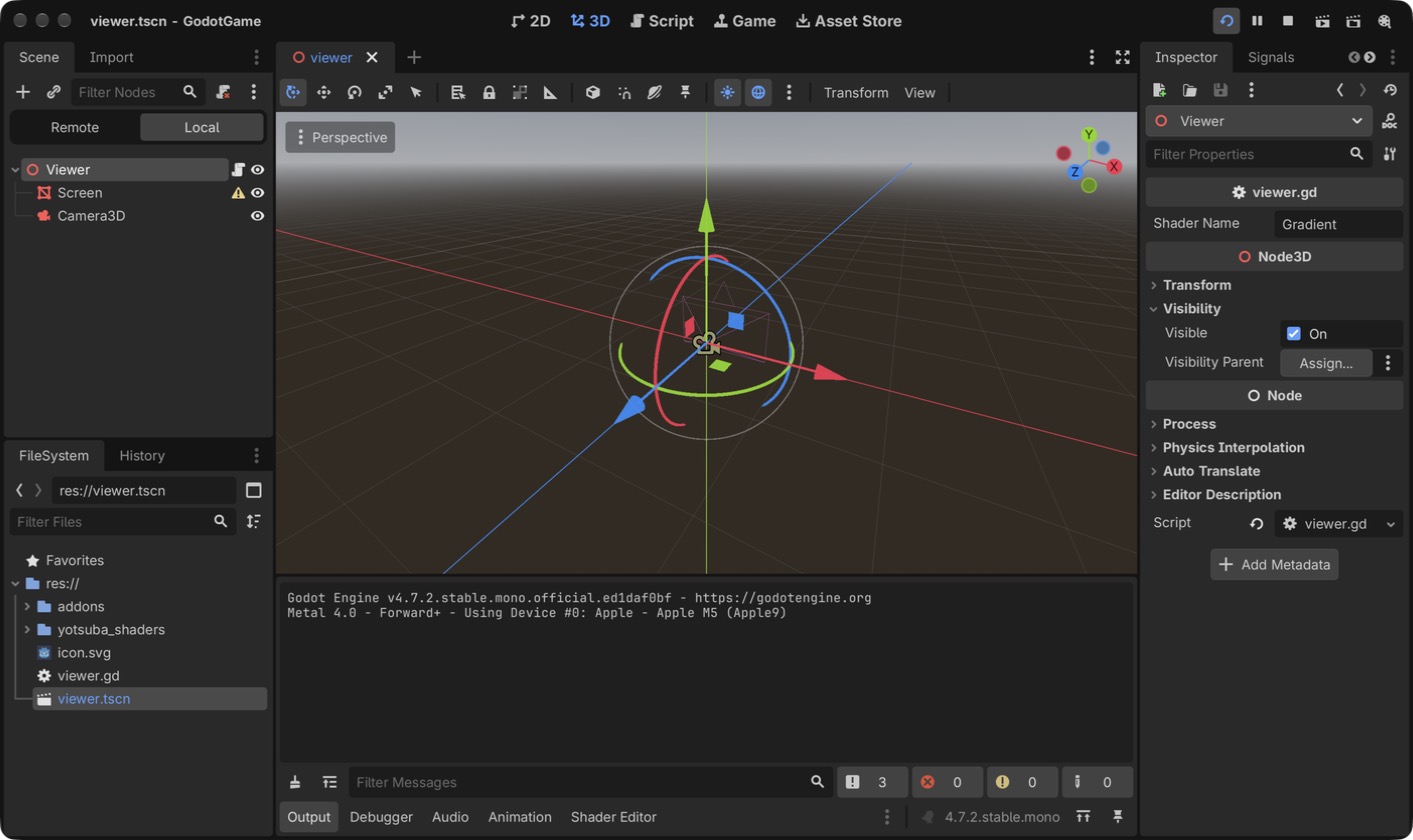 viewer.tscn - GodotGame
2D
3D
Script
Game
Asset Store
Scene
Import
Filter Nodes
Remote
Local
Viewer
Screen
Camera3D
FileSystem
History
res://viewer.tscn
Filter Files
Favorites
res://
addons
yotsuba_shaders
icon.svg
viewer.gd
viewer.tscn
viewer
Transform
View
Perspective
Y
X
Z
Godot Engine v4.7.2.stable.mono.official.ed1daf0bf - https://godotengine.org
Metal 4.0 - Forward+ - Using Device #0: Apple - Apple M5 (Apple9)
Filter Messages
3
0
0
0
Output
Debugger
Audio
Animation
Shader Editor
4.7.2.stable.mono
Inspector
Signals
Viewer
DOC
Filter Properties
viewer.gd
Shader Name
Gradient
Node3D
Transform
Visibility
Visible
On
Visibility Parent
Assign...
Node
Process
Physics Interpolation
Auto Translate
Editor Description
Script
viewer.gd
Add Metadata